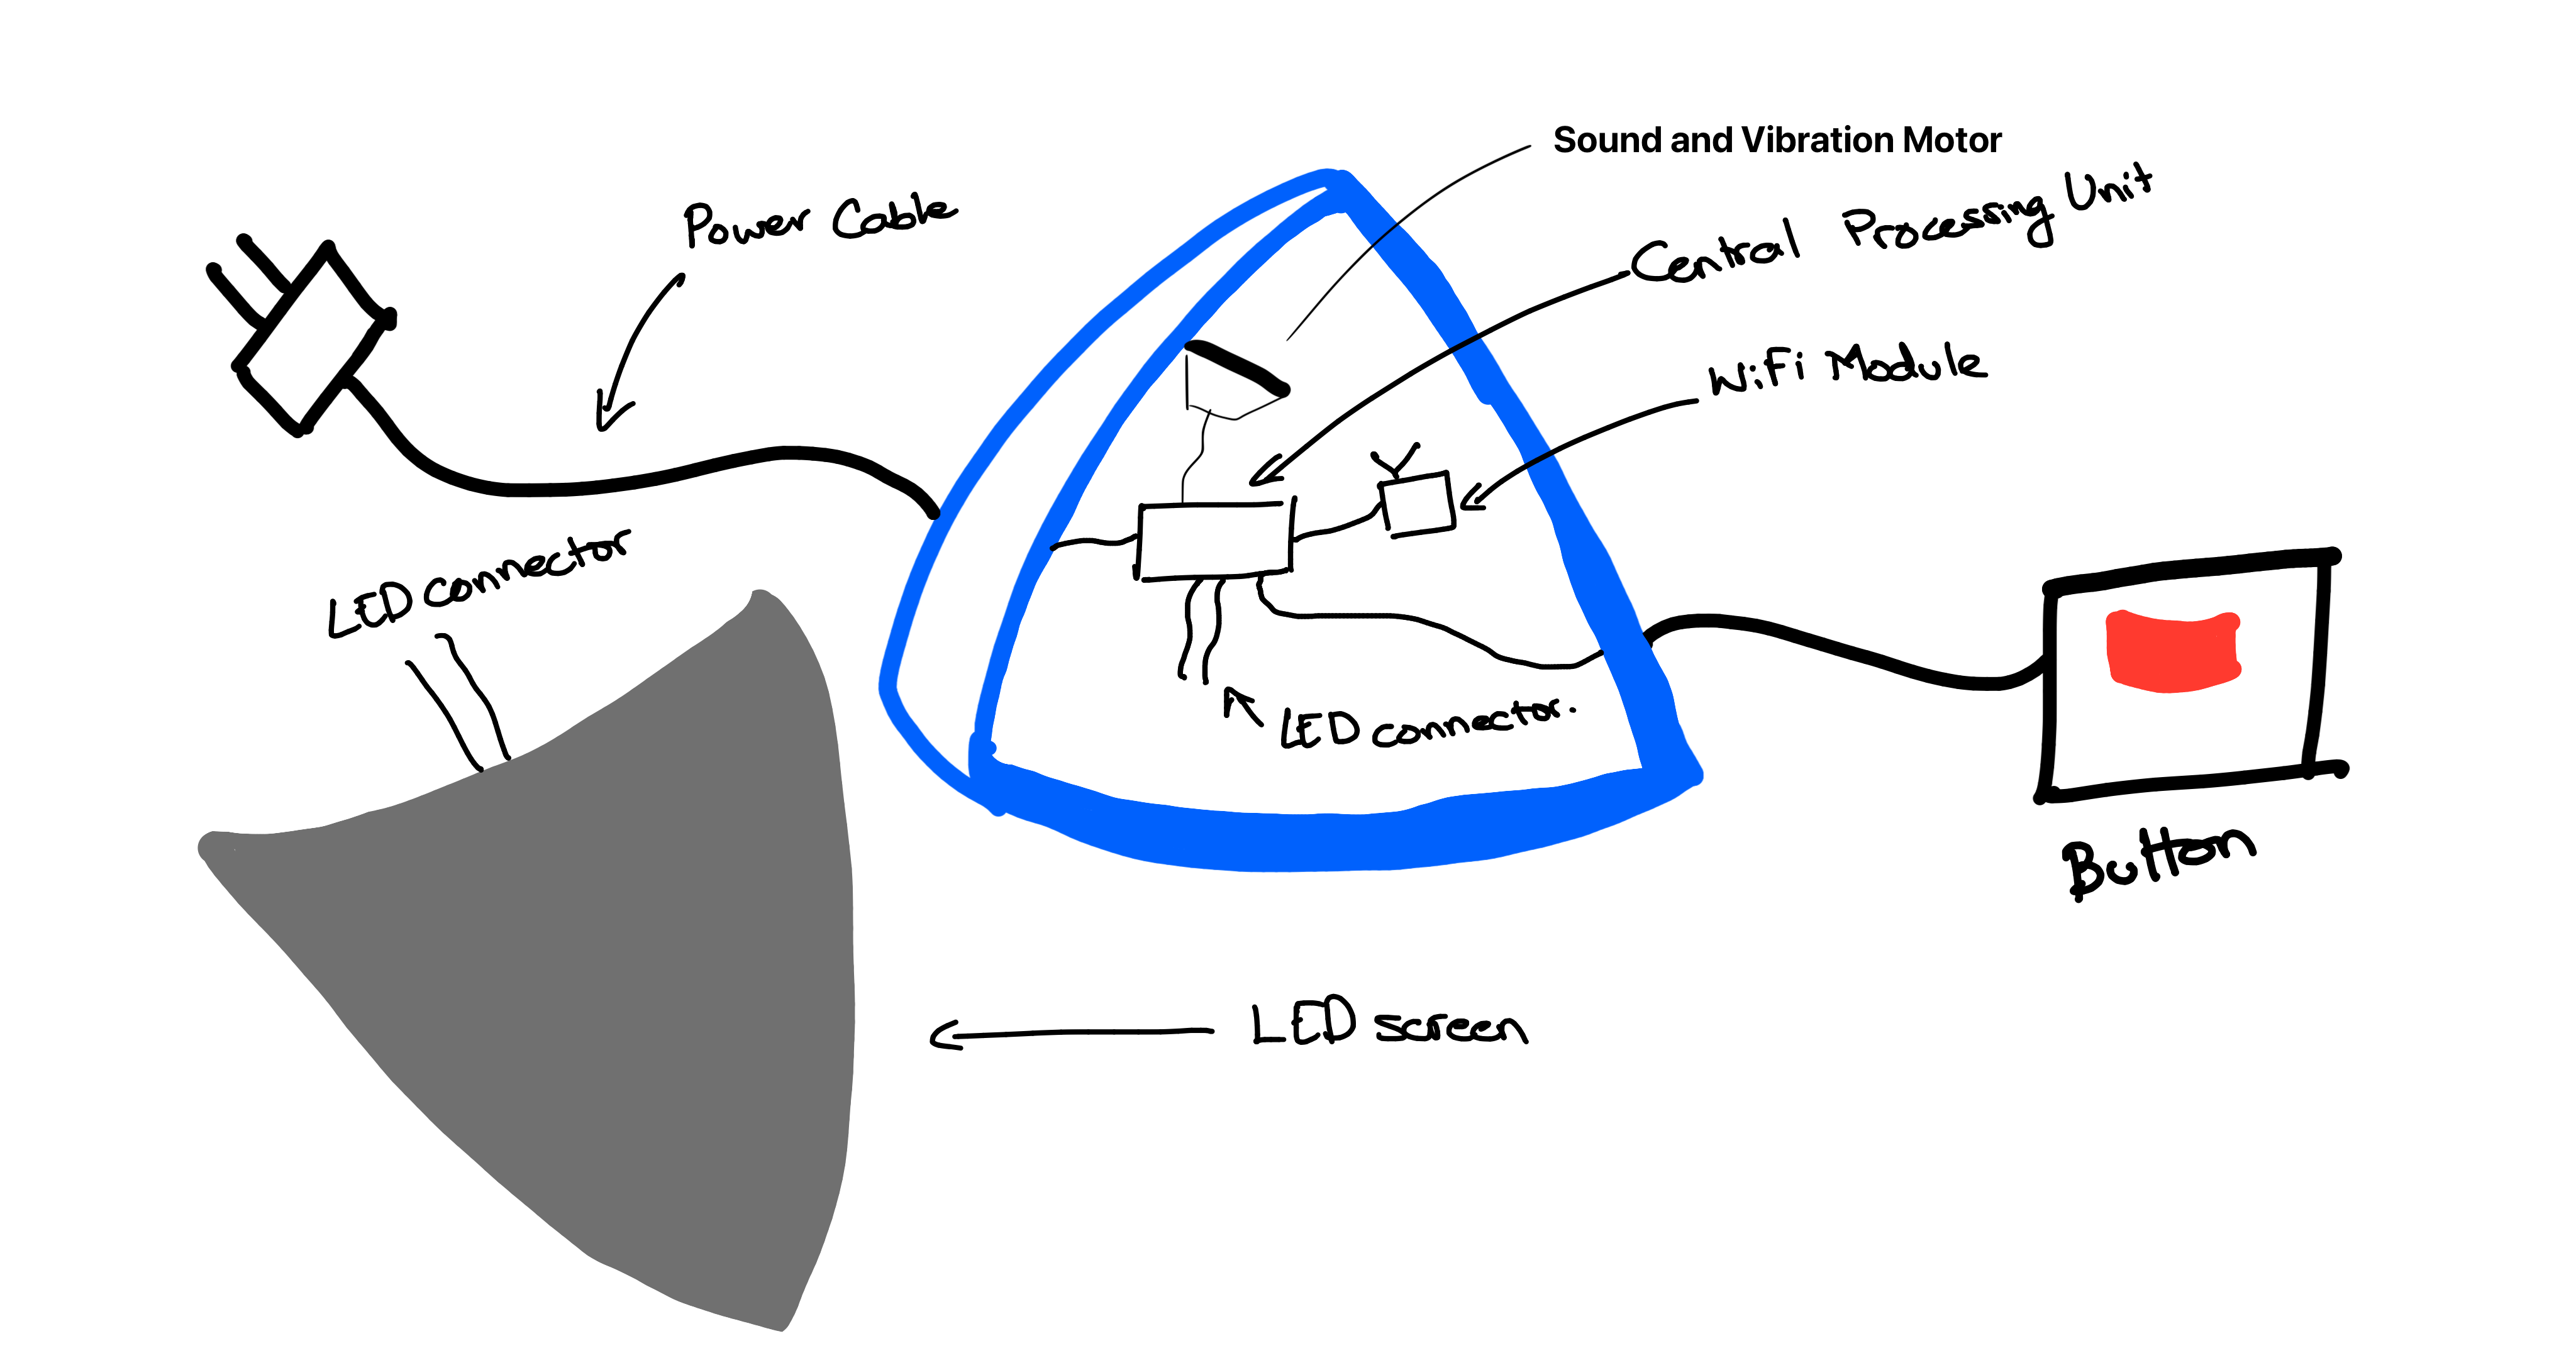 Sound and Vibration Motor
Power Cable
Central Processing Unit
WiFi Module
LED connector
LED connector.
Button
LED screen